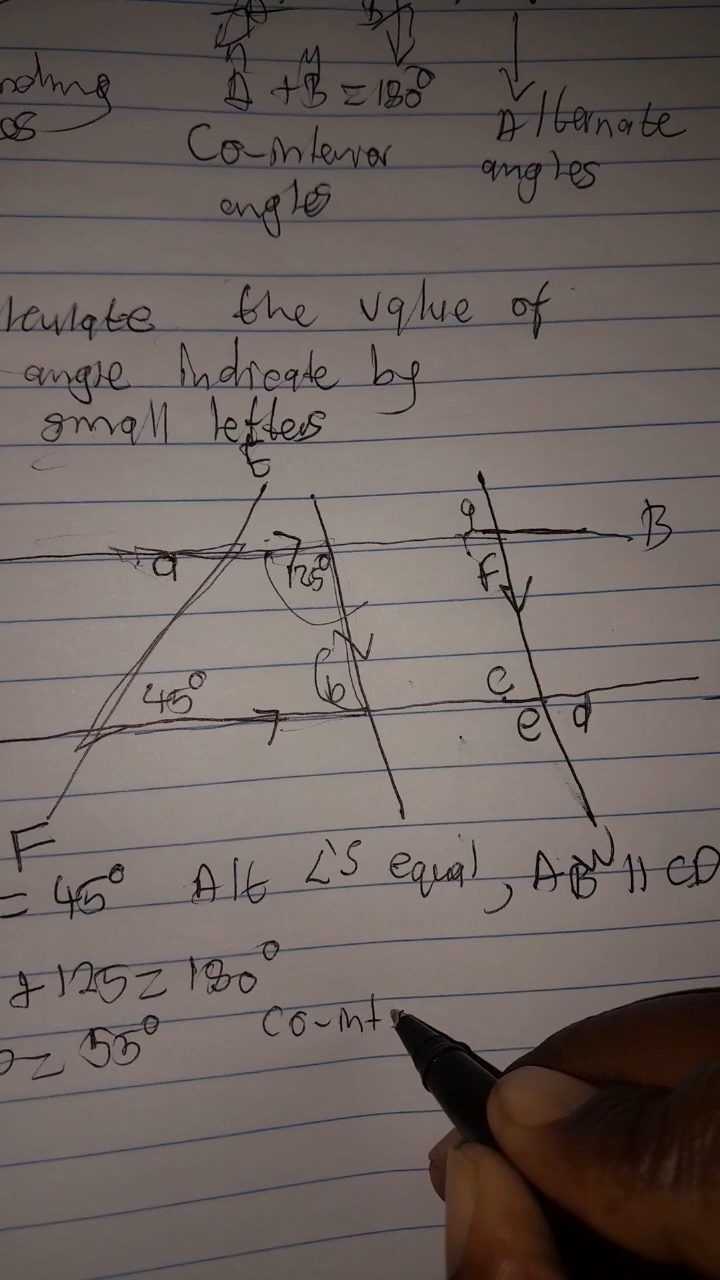 A + B = 180°
Co-interior
angles
Alternate
angles
the value of
angle indicate by
small letters
E
B
g
a
125°
F
45°
b
c
e
d
F
N
= 45° Alt ∠'S equal, AB || CD
+ 125 = 180°
= 55° Co-int